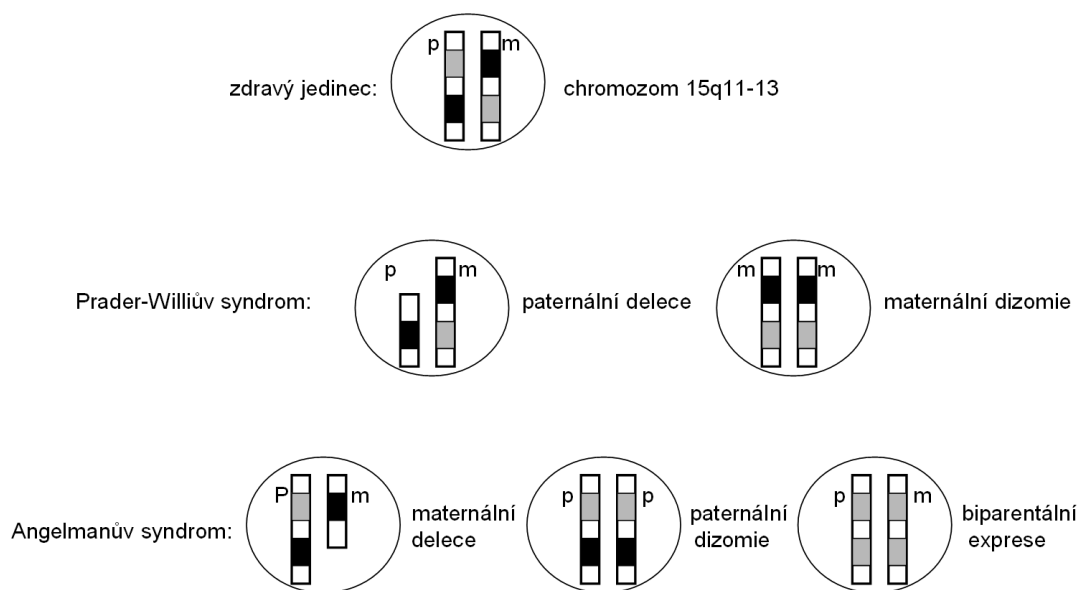 p m
zdravý jedinec: chromozom 15q11-13
p m m m
Prader-Williův syndrom: paternální delece maternální dizomie
P m p p p m
Angelmanův syndrom: maternální delece paternální dizomie biparentální exprese